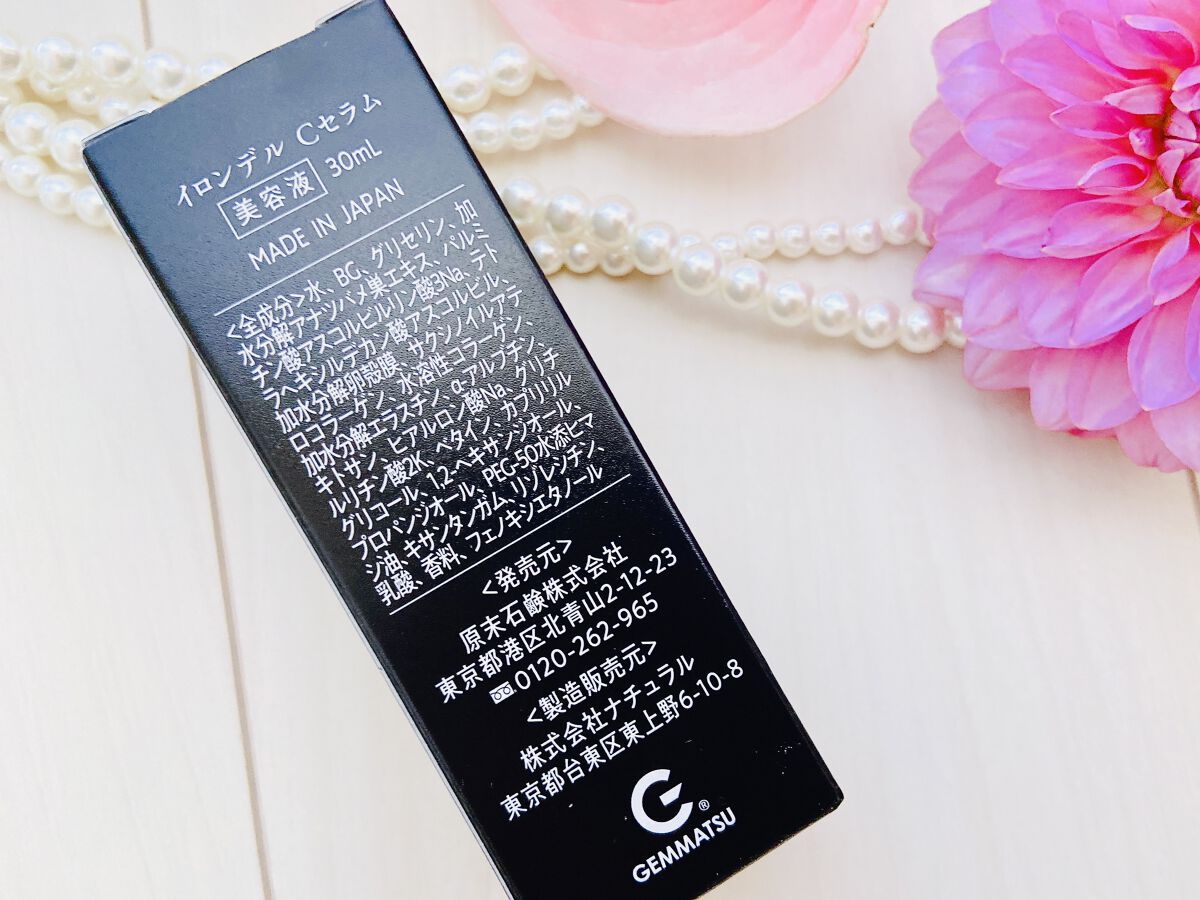 イロンデル Cセラム
美容液 30mL
MADE IN JAPAN
<全成分>水、BG、グリセリン、加
水分解アナツバメ巣エキス、パルミ
チン酸アスコルビルリン酸3Na、テト
ラヘキシルデカノ酸アスコルビル、
加水分解卵殻膜、サクシノイルアテ
ロコラーゲン、水溶性コラーゲン、
加水分解エラスチン、α-アルブチン、
キトサン、ヒアルロン酸Na、グリチ
ルリチン酸2K、ベタイン、カプリリル
グリコール、1,2-ヘキサンジオール、
プロパンジオール、PEG-50水添ヒマ
シ油、キサンタンガム、リゾレシチン、
乳酸、香料、フェノキシエタノール
<発売元>
原末石鹸株式会社
東京都港区北青山2-12-23
0120-262-965
<製造販売元>
株式会社ナチュラル
東京都台東区東上野6-10-8
G®
GEMMATSU